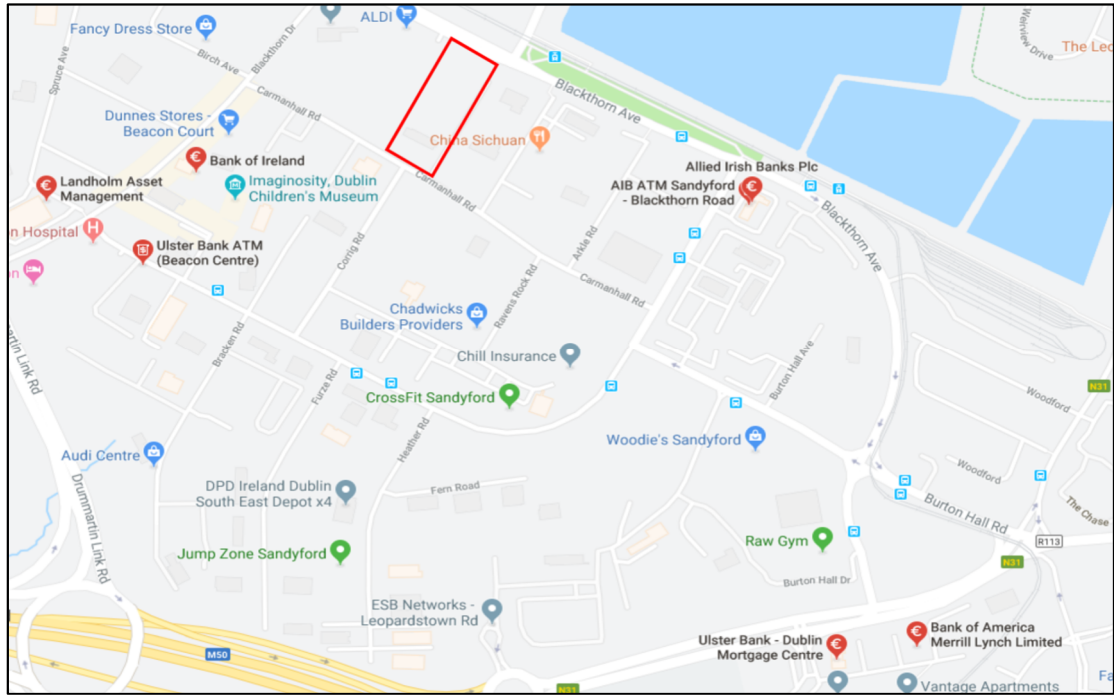 Fancy Dress Store
ALDI
Blackthorn Dr
Birch Ave
Spruce Ave
Weirview Drive
The Leo
Carmanhall Rd
Dunnes Stores -
Beacon Court
Blackthorn Ave
China Sichuan
Bank of Ireland
Landholm Asset
Management
Imaginosity, Dublin
Children's Museum
Carmanhall Rd
Allied Irish Banks Plc
AIB ATM Sandyford
- Blackthorn Road
Blackthorn Ave
n Hospital
H
Ulster Bank ATM
(Beacon Centre)
on
Corrig Rd
Arkle Rd
Ravens Rock Rd
Carmanhall Rd
Chadwicks
Builders Providers
Chill Insurance
Bracken Rd
Furze Rd
CrossFit Sandyford
Heather Rd
Burton Hall Ave
Woodford
N31
martin Link Rd
Woodie's Sandyford
Audi Centre
Drummartin Link Rd
DPD Ireland Dublin
South East Depot x4
Fern Road
Woodford
The Chase
Burton Hall Rd
R113
Jump Zone Sandyford
Raw Gym
N31
Burton Hall Dr
ESB Networks -
Leopardstown Rd
M50
Ulster Bank - Dublin
Mortgage Centre
Bank of America
Merrill Lynch Limited
N31
Vantage Apartments
Fa